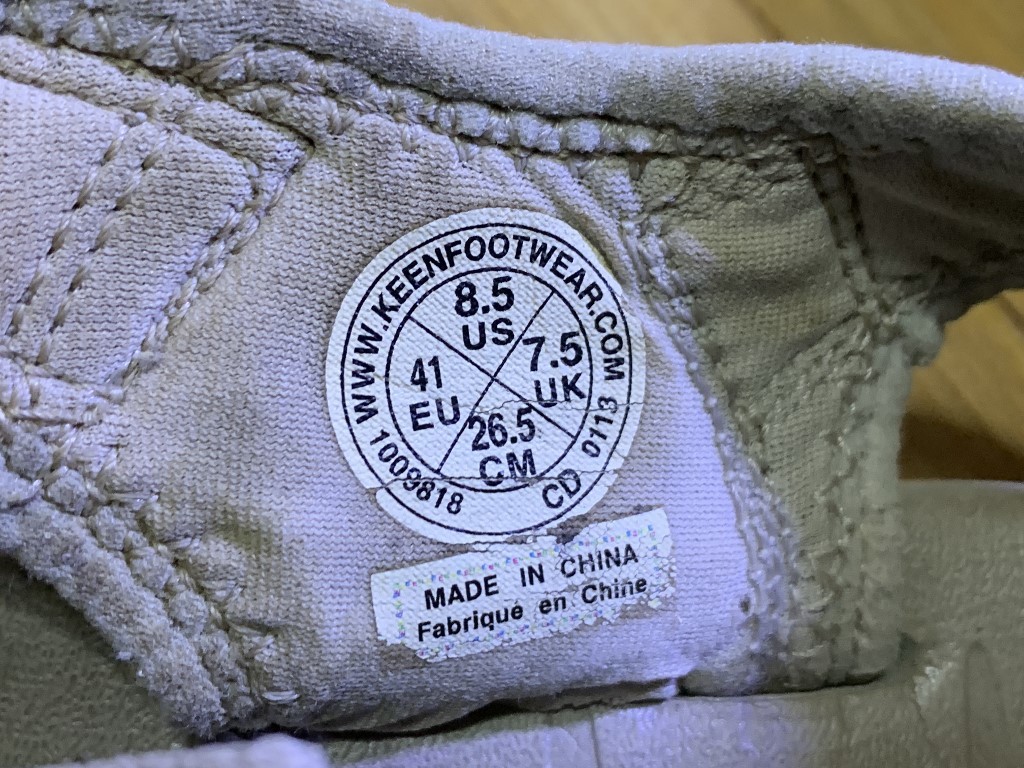 WWW.KEENFOOTWEAR.COM
8.5
US
7.5
UK
41
EU
26.5
CM
1009818
CD
0113
MADE IN CHINA
Fabriqué en Chine